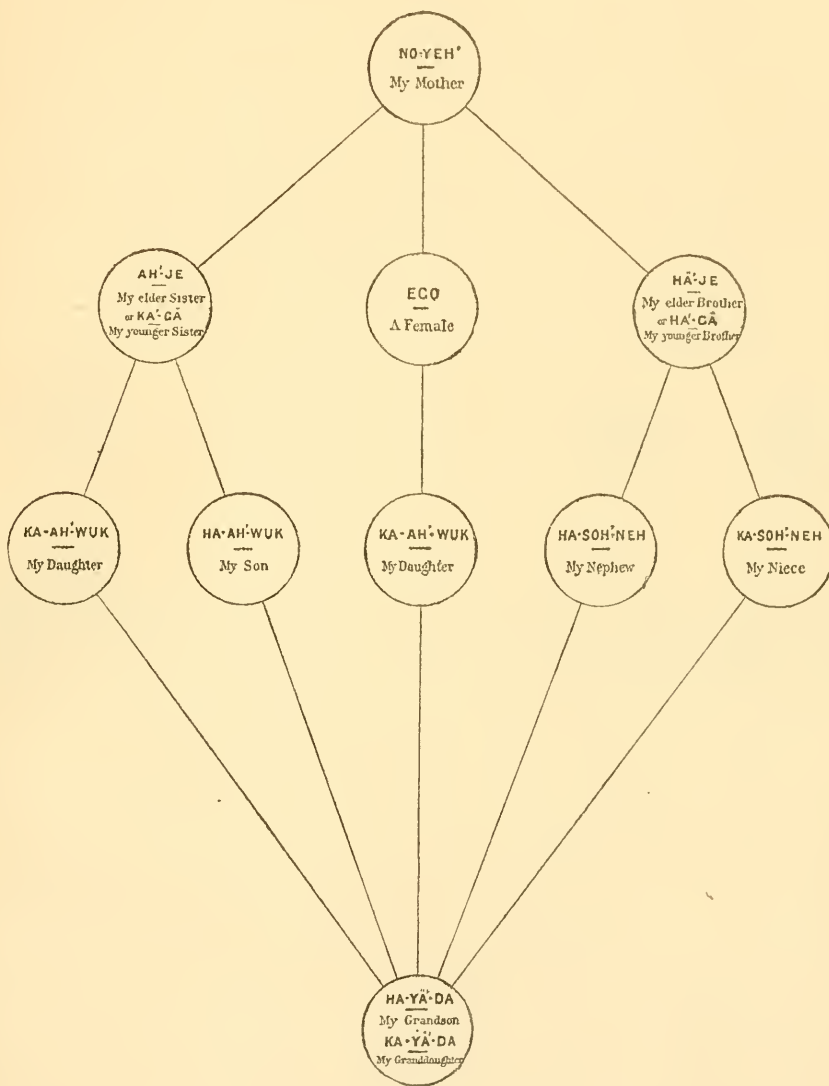 NO-YEH'
My Mother
AH'-JE
My elder Sister
or KA'-GĀ
My younger Sister
EGO
A Female
HĀ'-JE
My elder Brother
or HA'-GĀ
My younger Brother
KA-AH'-WUK
My Daughter
HA-AH'-WUK
My Son
KA-AH'-WUK
My Daughter
HA-SOH'-NEH
My Nephew
KA-SOH'-NEH
My Niece
HA-YĀ'-DA
My Grandson
KA-YĀ'-DA
My Granddaughter